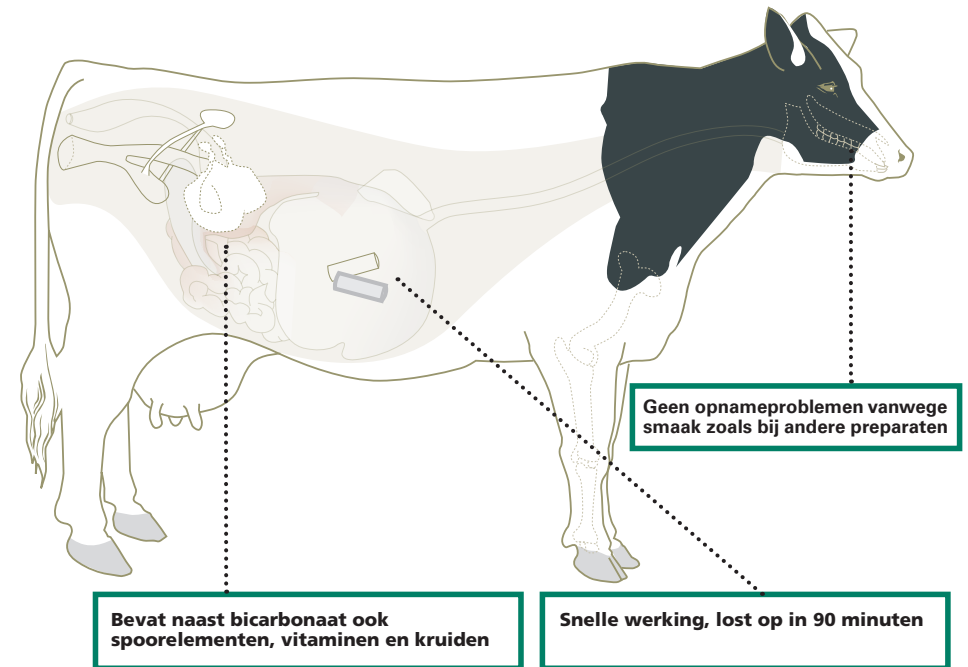 Geen opnameproblemen vanwege
smaak zoals bij andere preparaten
Bevat naast bicarbonaat ook
spoorelementen, vitaminen en kruiden
Snelle werking, lost op in 90 minuten